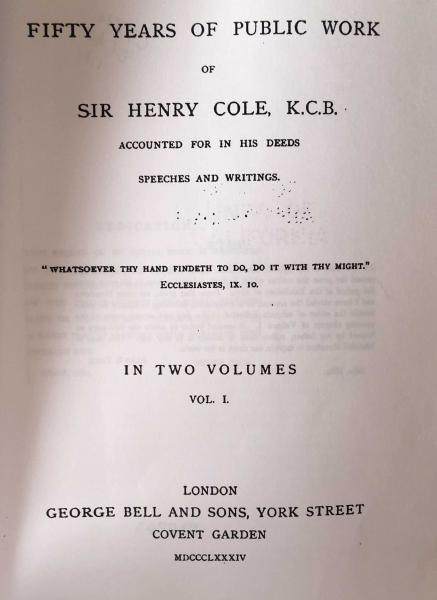 FIFTY YEARS OF PUBLIC WORK
OF
SIR HENRY COLE, K.C.B.
ACCOUNTED FOR IN HIS DEEDS
SPEECHES AND WRITINGS.
"WHATSOEVER THY HAND FINDETH TO DO, DO IT WITH THY MIGHT."
ECCLESIASTES, IX. 10.
IN TWO VOLUMES
VOL. I.
LONDON
GEORGE BELL AND SONS, YORK STREET
COVENT GARDEN
MDCCCLXXXIV